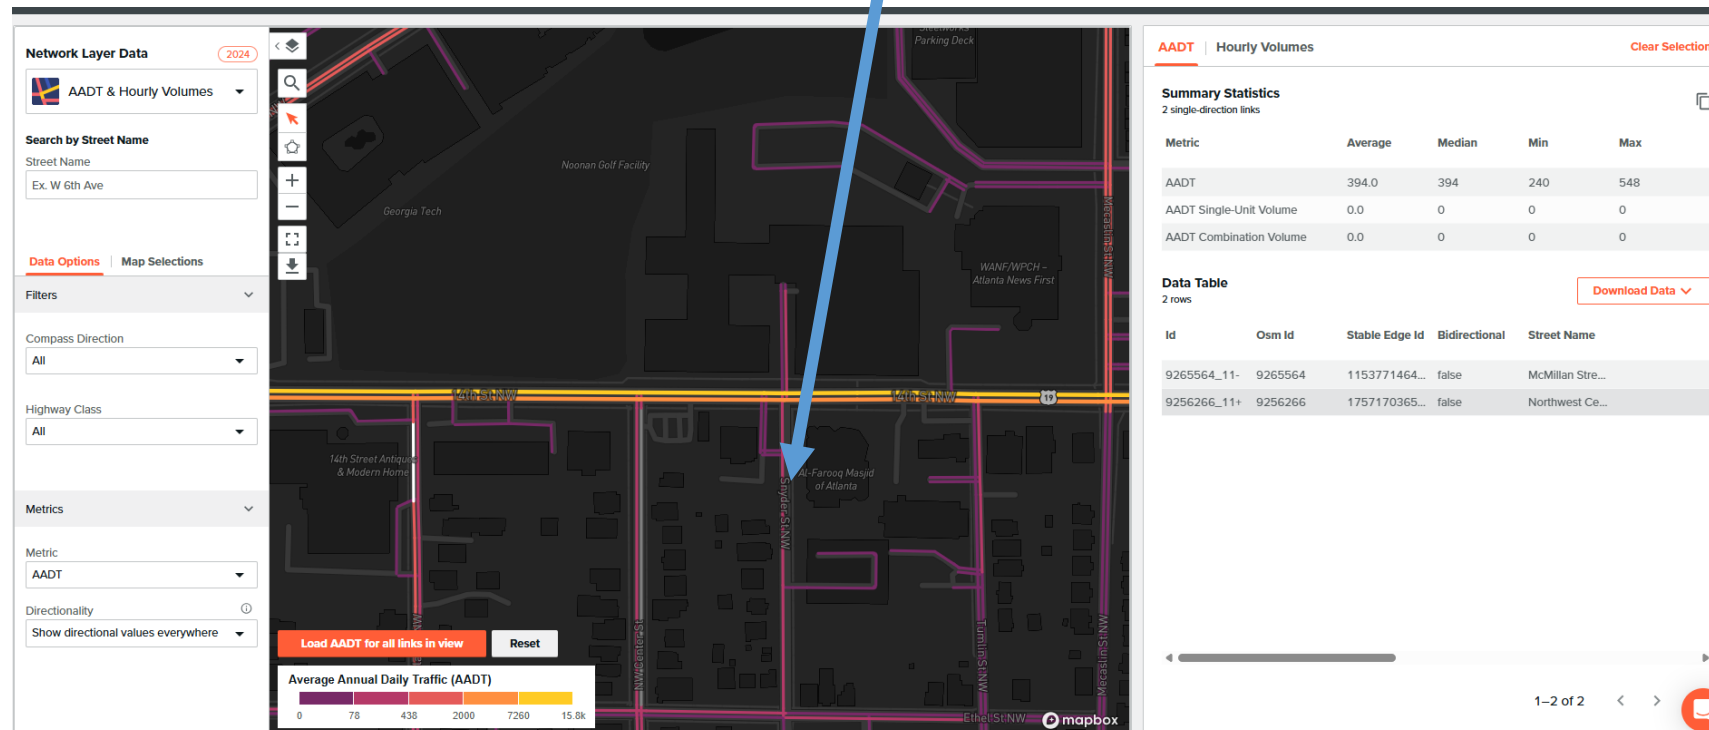 Network Layer Data
2024
AADT & Hourly Volumes
Search by Street Name
Street Name
Ex. W 6th Ave
Data Options
Map Selections
Filters
Compass Direction
All
Highway Class
All
Metrics
Metric
AADT
Directionality
Show directional values everywhere
Parking Deck
Noonan Golf Facility
Georgia Tech
Mecaslin St NW
WANF/WPCH –
Atlanta News First
14th St NW
14th St NW
19
14th Street Antiques
& Modern Home
Al-Farooq Masjid
of Atlanta
Snyder St NW
NW Center St
Turmlin St NW
Mecaslin St NW
Ethel St NW
mapbox
Load AADT for all links in view
Reset
Average Annual Daily Traffic (AADT)
0 78 438 2000 7260 15.8k
AADT
Hourly Volumes
Clear Selection
Summary Statistics
2 single-direction links
Metric Average Median Min Max
AADT 394.0 394 240 548
AADT Single-Unit Volume 0.0 0 0 0
AADT Combination Volume 0.0 0 0 0
Data Table
2 rows
Download Data
Id Osm Id Stable Edge Id Bidirectional Street Name
9265564_11- 9265564 1153771464... false McMillan Stre...
9256266_11+ 9256266 1757170365... false Northwest Ce...
1–2 of 2